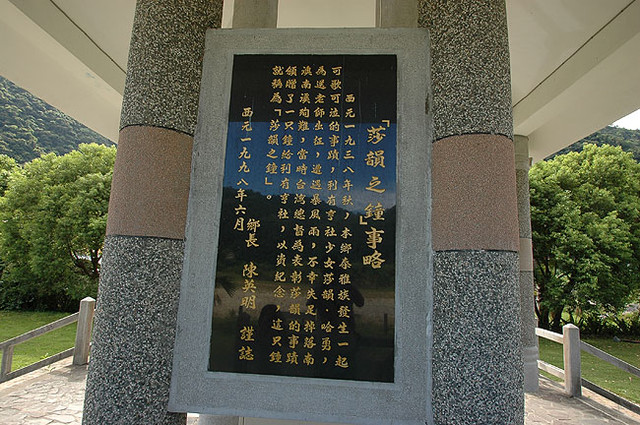 「莎韻之鐘」事略
西元一九三八年秋，本鄉泰雅族發生一起
可歌可泣的事蹟，利有亨社少女莎韻·哈勇，
為送老師出征，遭遇暴風雨，不幸失足掉落南
澳南溪殉難，當時台灣總督為表彰莎韻的事蹟
頒贈了一只鐘給利有亨社，以資紀念，這只鐘
就稱為「莎韻之鐘」。
西元一九九八年六月 鄉長 陳英明 謹誌